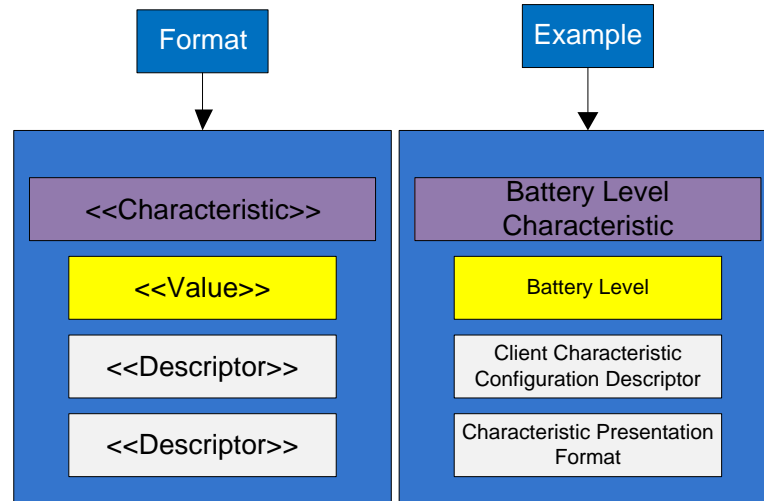 Format
Example
<<Characteristic>>
<<Value>>
<<Descriptor>>
<<Descriptor>>
Battery Level
Characteristic
Battery Level
Client Characteristic
Configuration Descriptor
Characteristic Presentation
Format